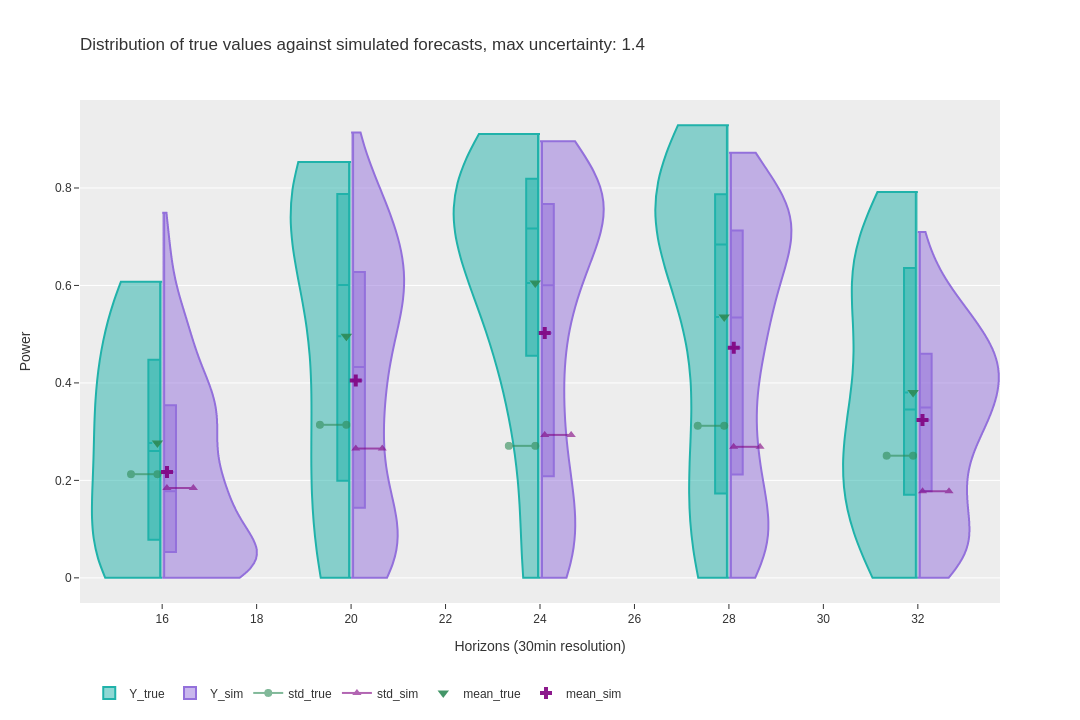 Distribution of true values against simulated forecasts, max uncertainty: 1.4
0.8
0.6
0.4
0.2
0
Power
16 18 20 22 24 26 28 30 32
Horizons (30min resolution)
Y_true Y_sim std_true std_sim mean_true mean_sim